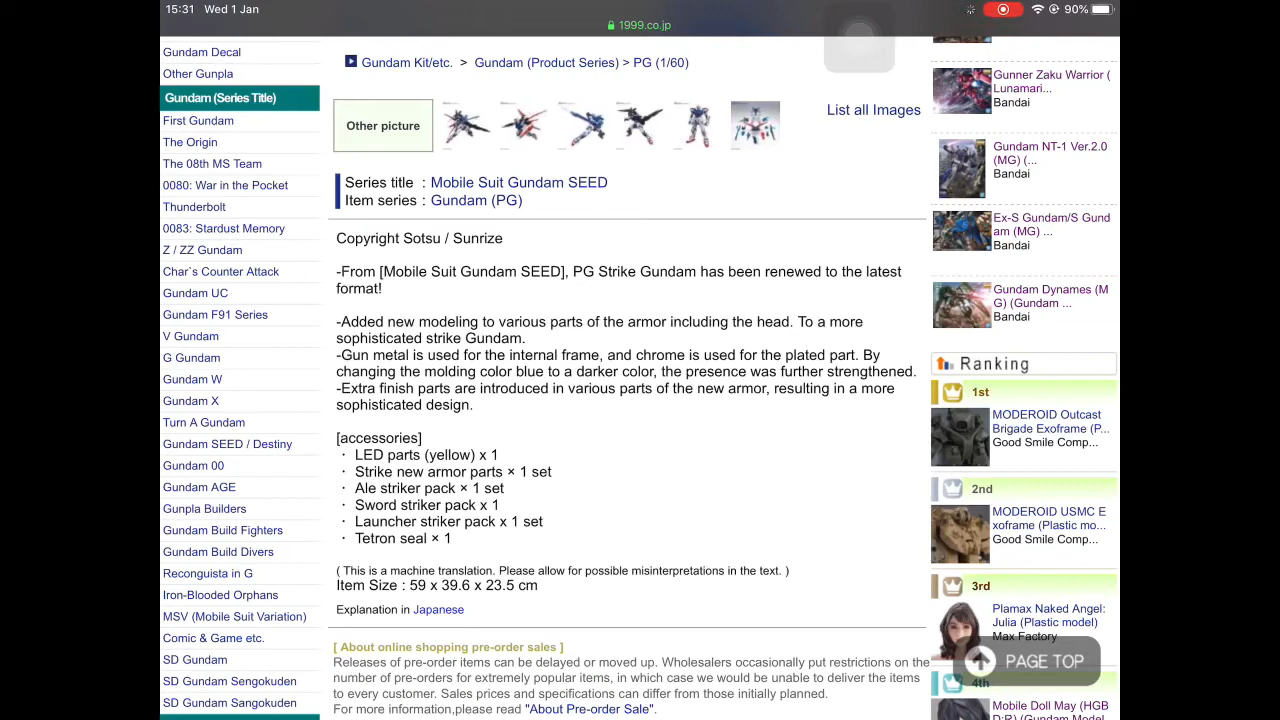 15:31 Wed 1 Jan
90%
1999.co.jp
Gundam Decal
Other Gunpla
Gundam (Series Title)
First Gundam
The Origin
The 08th MS Team
0080: War in the Pocket
Thunderbolt
0083: Stardust Memory
Z / ZZ Gundam
Char`s Counter Attack
Gundam UC
Gundam F91 Series
V Gundam
G Gundam
Gundam W
Gundam X
Turn A Gundam
Gundam SEED / Destiny
Gundam 00
Gundam AGE
Gunpla Builders
Gundam Build Fighters
Gundam Build Divers
Reconguista in G
Iron-Blooded Orphans
MSV (Mobile Suit Variation)
Comic & Game etc.
SD Gundam
SD Gundam Sengokuden
SD Gundam Sengokuden
Gundam Kit/etc. > Gundam (Product Series) > PG (1/60)
Other picture
List all Images
Series title : Mobile Suit Gundam SEED
Item series : Gundam (PG)
Copyright Sotsu / Sunrize
-From [Mobile Suit Gundam SEED], PG Strike Gundam has been renewed to the latest
format!
-Added new modeling to various parts of the armor including the head. To a more
sophisticated strike Gundam.
-Gun metal is used for the internal frame, and chrome is used for the plated part. By
changing the molding color blue to a darker color, the presence was further strengthened.
-Extra finish parts are introduced in various parts of the new armor, resulting in a more
sophisticated design.
[accessories]
・ LED parts (yellow) x 1
・ Strike new armor parts × 1 set
・ Ale striker pack × 1 set
・ Sword striker pack x 1
・ Launcher striker pack x 1 set
・ Tetron seal × 1
( This is a machine translation. Please allow for possible misinterpretations in the text. )
Item Size : 59 x 39.6 x 23.5 cm
Explanation in Japanese
[ About online shopping pre-order sales ]
Releases of pre-order items can be delayed or moved up. Wholesalers occasionally put restrictions on the
number of preorders for extremely popular items, in which case we would be unable to deliver the items
to every customer. Sales prices and specifications can differ from those initially planned.
For more information,please read "About Pre-order Sale".
Gunner Zaku Warrior (
Lunamari...
Bandai
Gundam NT-1 Ver.2.0
(MG) (...
Bandai
Ex-S Gundam/S Gund
am (MG) ...
Bandai
Gundam Dynames (M
G) (Gundam ...
Bandai
Ranking
1st
MODEROID Outcast
Brigade Exoframe (P...
Good Smile Comp...
2nd
MODEROID USMC E
xoframe (Plastic mo...
Good Smile Comp...
3rd
Plamax Naked Angel:
Julia (Plastic model)
Max Factory
PAGE TOP
4th
Mobile Doll May (HGB
D:R) (Gundam Mode